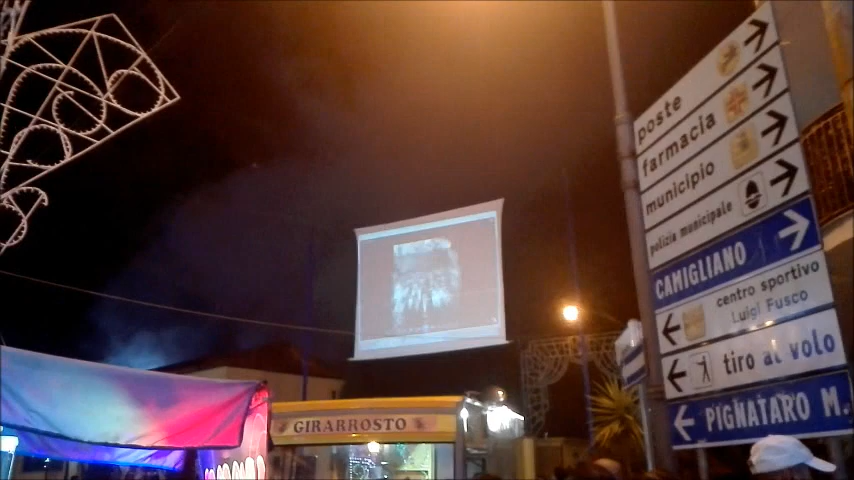 poste
farmacia
municipio
polizia municipale
CAMIGLIANO
centro sportivo
Luigi Fusco
tiro al volo
PIGNATARO M.
GIRARROSTO